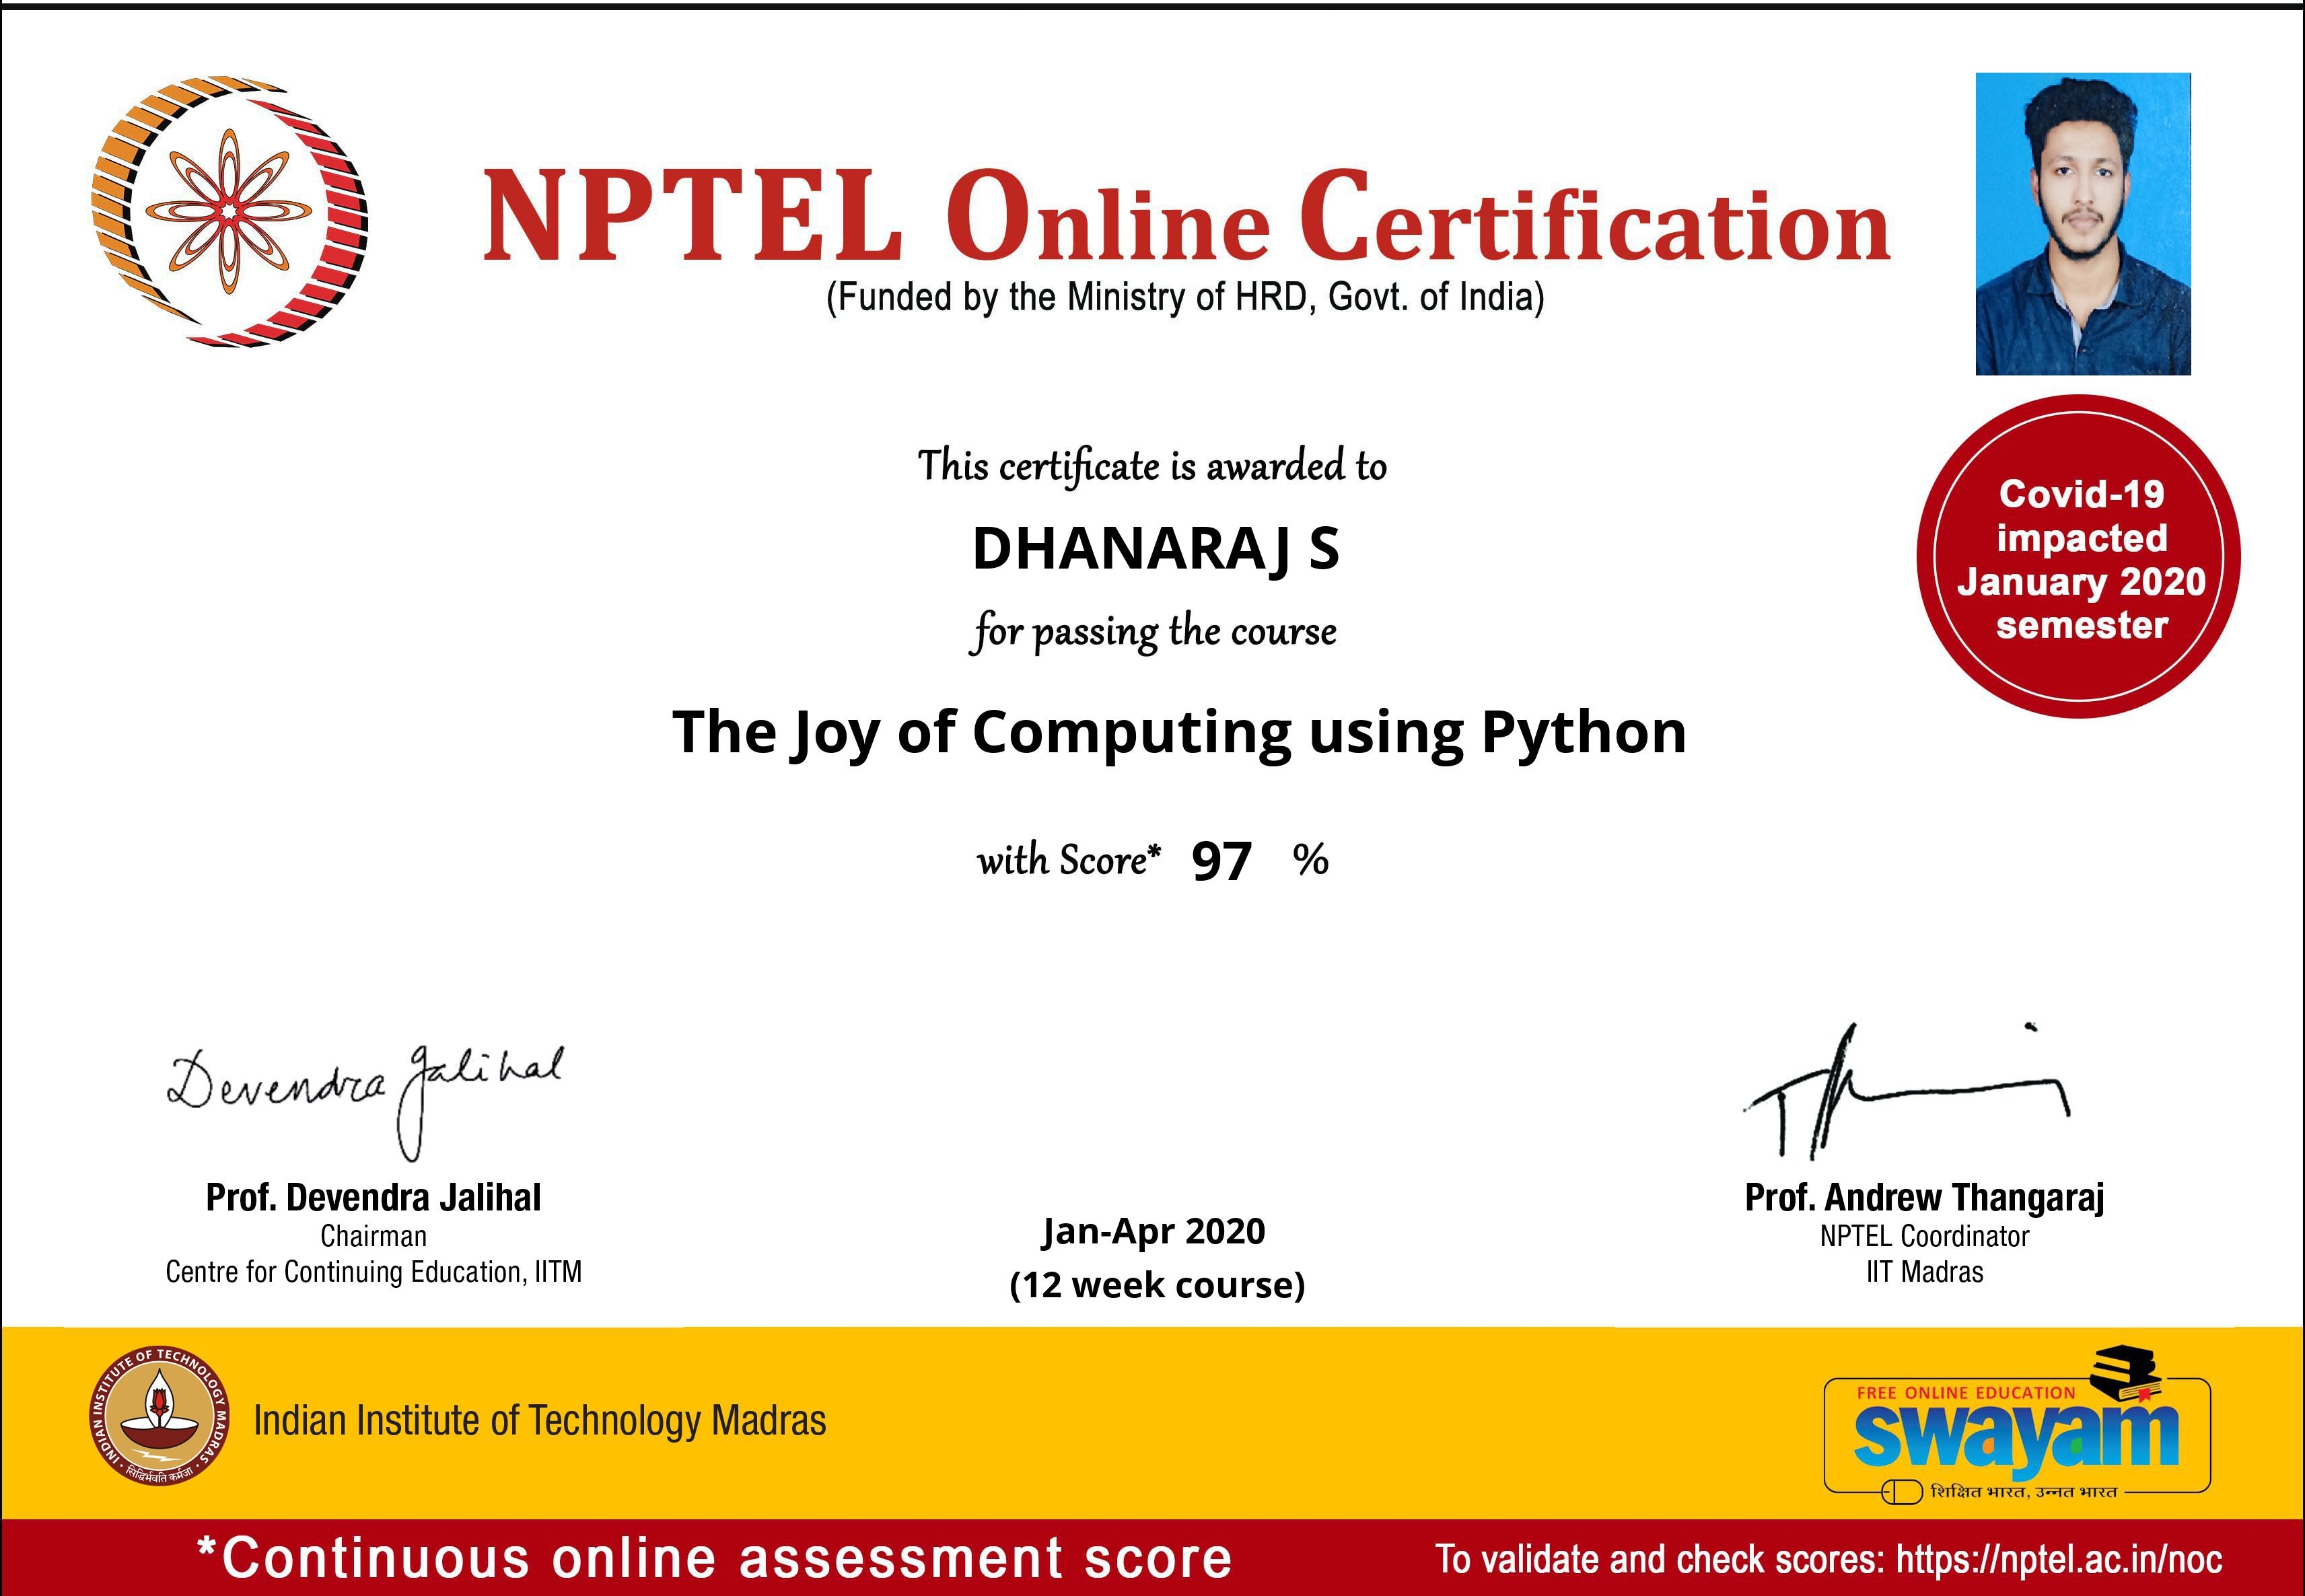 NPTEL Online Certification
(Funded by the Ministry of HRD, Govt. of India)
This certificate is awarded to
DHANARAJ S
for passing the course
The Joy of Computing using Python
with Score* 97 %
Covid-19
impacted
January 2020
semester
Devendra Jalihal
Prof. Devendra Jalihal
Chairman
Centre for Continuing Education, IITM
Jan-Apr 2020
(12 week course)
Prof. Andrew Thangaraj
NPTEL Coordinator
IIT Madras
INDIAN INSTITUTE OF TECHNOLOGY MADRAS
सिद्धिर्भवति कर्मजा
Indian Institute of Technology Madras
FREE ONLINE EDUCATION
swayam
शिक्षित भारत, उन्नत भारत
*Continuous online assessment score
To validate and check scores: https://nptel.ac.in/noc